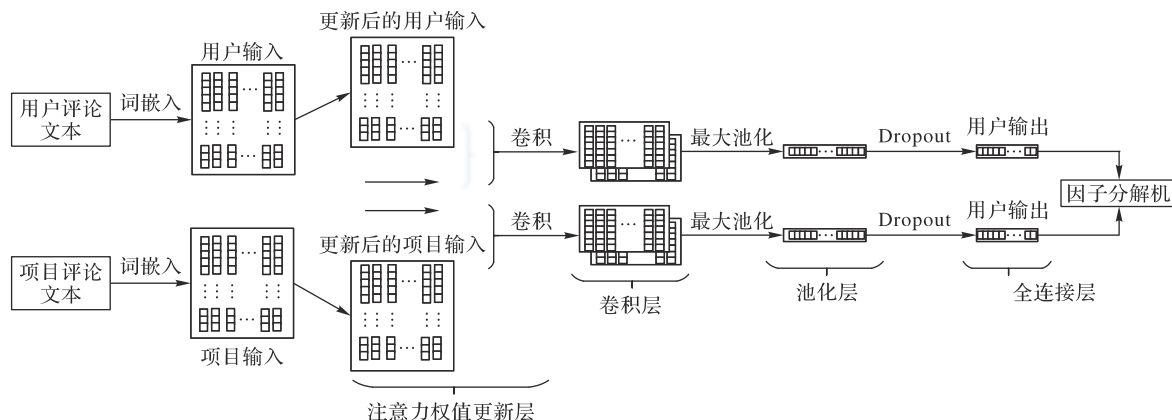 更新后的用户输入
用户输入
用户评论
文本
词嵌入
卷积
最大池化
Dropout
用户输出
因子分解机
项目评论
文本
词嵌入
更新后的项目输入
卷积
最大池化
Dropout
用户输出
项目输入
卷积层
池化层
全连接层
注意力权值更新层